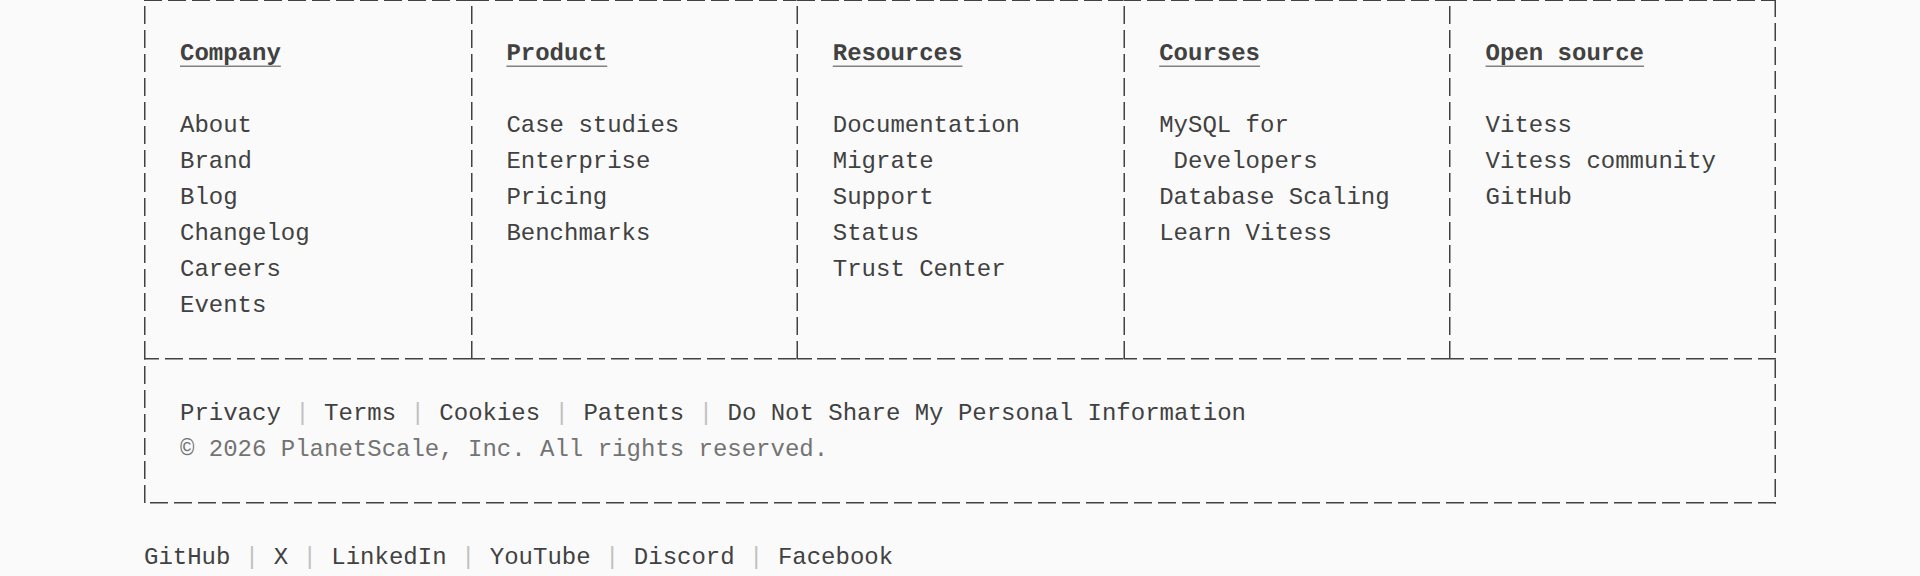 Company
About
Brand
Blog
Changelog
Careers
Events
Product
Case studies
Enterprise
Pricing
Benchmarks
Resources
Documentation
Migrate
Support
Status
Trust Center
Courses
MySQL for
Developers
Database Scaling
Learn Vitess
Open source
Vitess
Vitess community
GitHub
Privacy | Terms | Cookies | Patents | Do Not Share My Personal Information
© 2026 PlanetScale, Inc. All rights reserved.
GitHub | X | LinkedIn | YouTube | Discord | Facebook